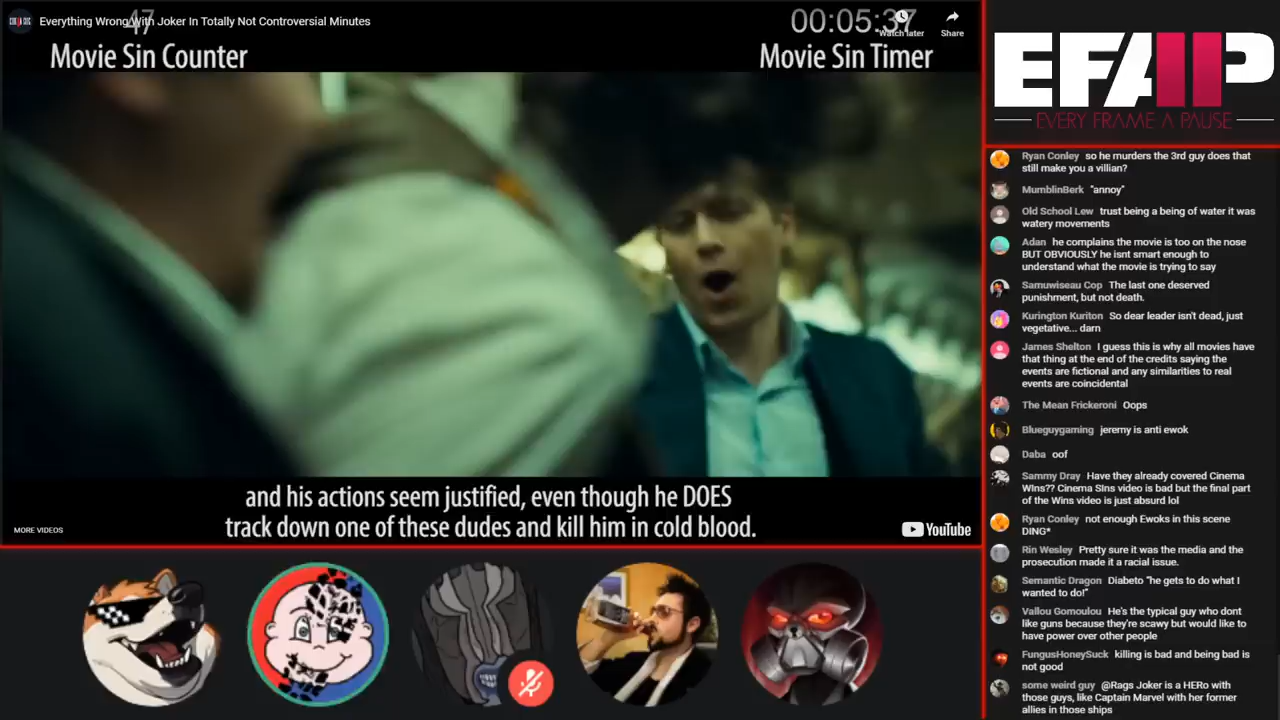 Everything Wrong With Joker In Totally Not Controversial Minutes
47
Movie Sin Counter
00:05:37
Watch later
Share
Movie Sin Timer
and his actions seem justified, even though he DOES
track down one of these dudes and kill him in cold blood.
MORE VIDEOS
YouTube
EFAP
EVERY FRAME A PAUSE
Ryan Conley so he murders the 3rd guy does that
still make you a villian?
MumblinBerk "annoy"
Old School Lew trust being a being of water it was
watery movements
Adan he complains the movie is too on the nose
BUT OBVIOUSLY he isnt smart enough to
understand what the movie is trying to say
Samuwiseau Cop The last one deserved
punishment, but not death.
Kurington Kuriton So dear leader isn't dead, just
vegetative... darn
James Shelton I guess this is why all movies have
that thing at the end of the credits saying the
events are fictional and any similarities to real
events are coincidental
The Mean Frickeroni Oops
Blueguygaming jeremy is anti ewok
Daba oof
Sammy Dray Have they already covered Cinema
WIns?? Cinema SIns video is bad but the final part
of the Wins video is just absurd lol
Ryan Conley not enough Ewoks in this scene
DING*
Rin Wesley Pretty sure it was the media and the
prosecution made it a racial issue.
Semantic Dragon Diabeto "he gets to do what I
wanted to do!"
Vallou Gomoulou He's the typical guy who dont
like guns because they're scawy but would like to
have power over other people
FungusHoneySuck killing is bad and being bad is
not good
some weird guy @Rags Joker is a HERo with
those guys, like Captain Marvel with her former
allies in those ships